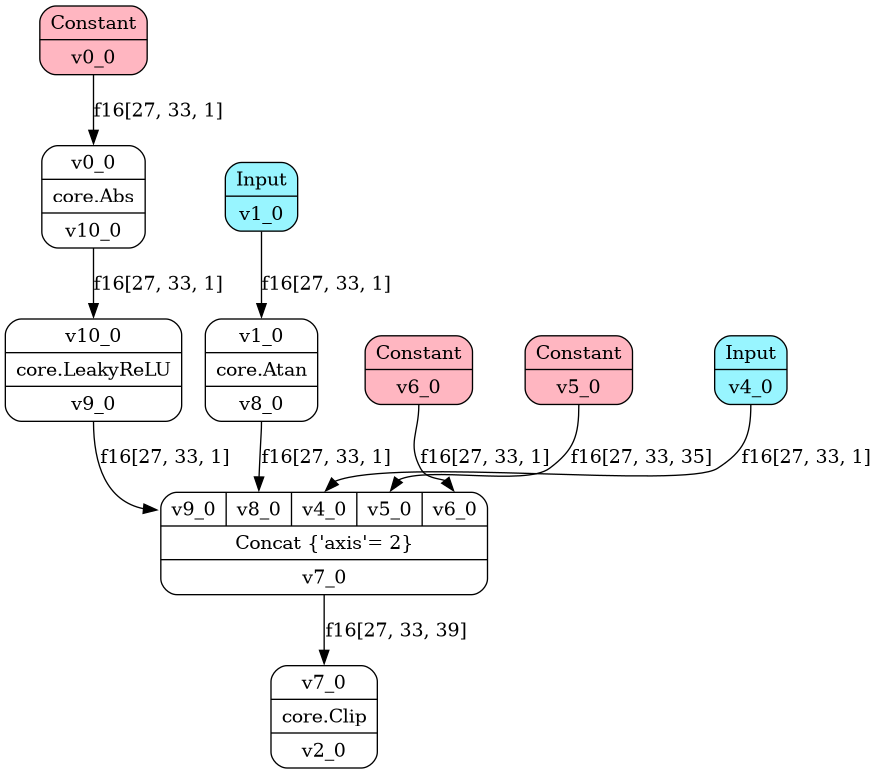 Constant
v0_0
f16[27, 33, 1]
v0_0
core.Abs
v10_0
Input
v1_0
f16[27, 33, 1]
f16[27, 33, 1]
v10_0
core.LeakyReLU
v9_0
v1_0
core.Atan
v8_0
Constant
v6_0
Constant
v5_0
Input
v4_0
f16[27, 33, 1]
f16[27, 33, 1]
f16[27, 33, 1]
f16[27, 33, 35]
f16[27, 33, 1]
v9_0 v8_0 v4_0 v5_0 v6_0
Concat {'axis'= 2}
v7_0
f16[27, 33, 39]
v7_0
core.Clip
v2_0